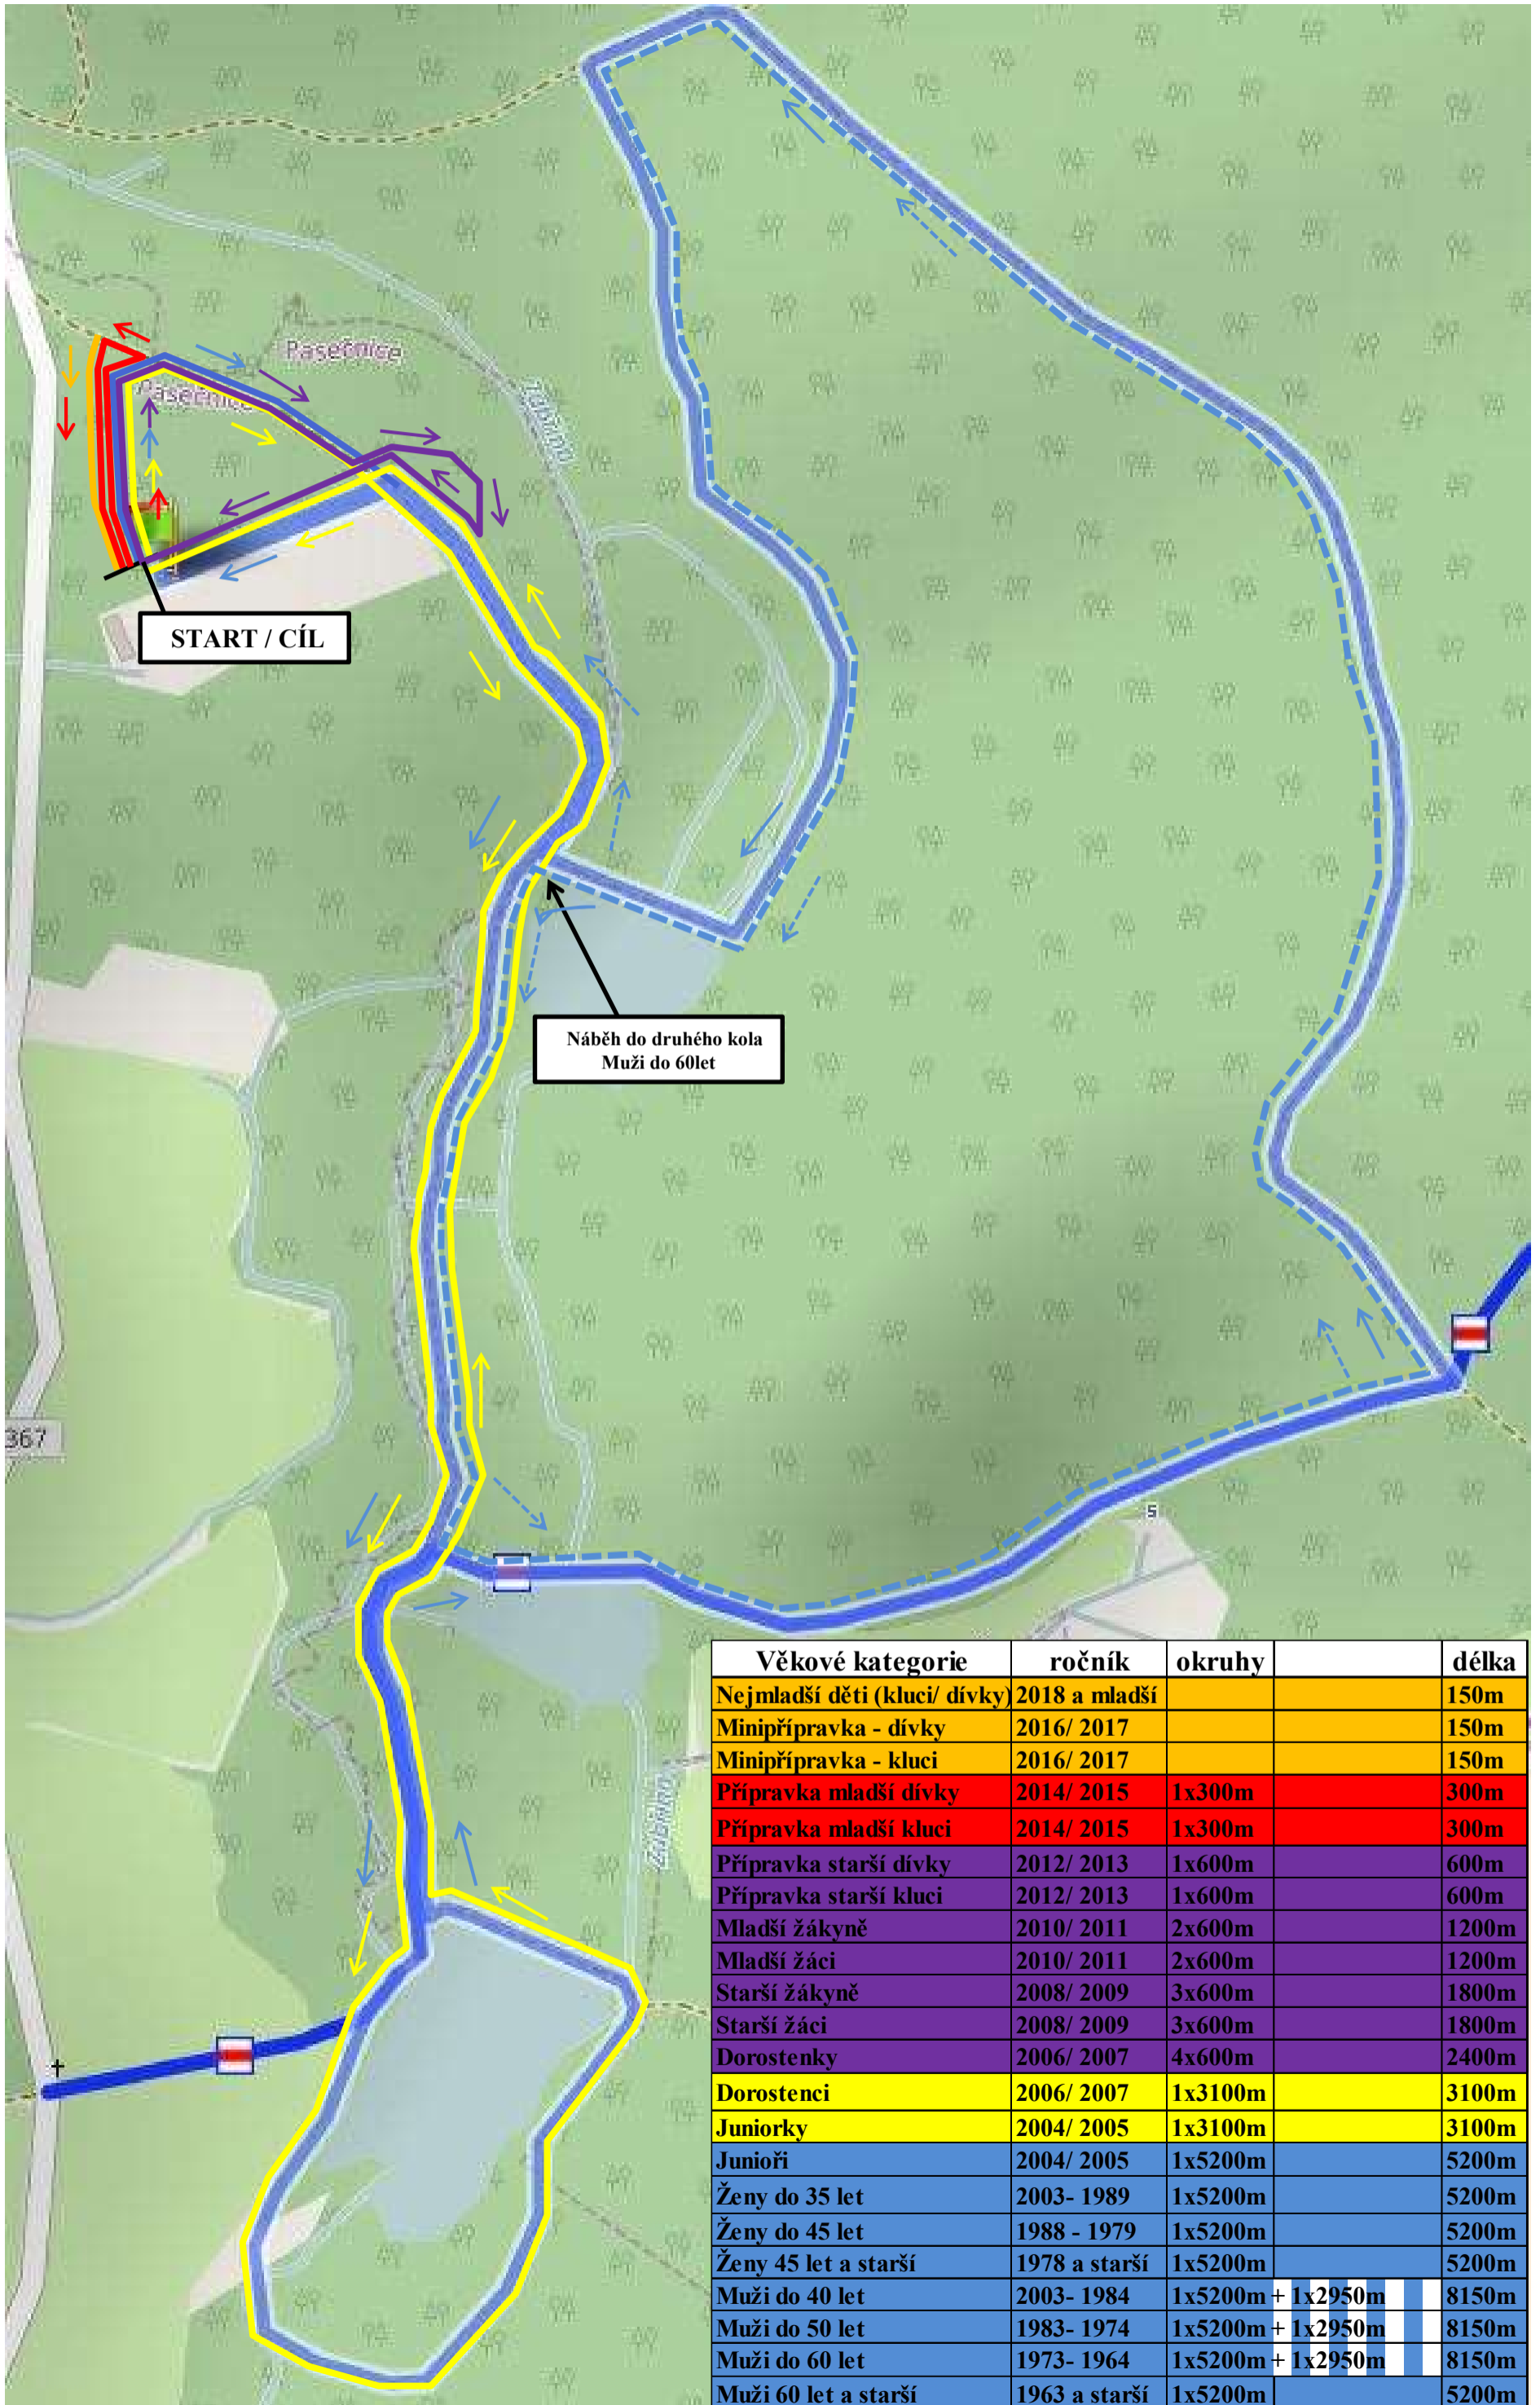 Pasečnice
Pasečnice
Zubřina
START / CÍL
Náběh do druhého kola
Muži do 60let
367
S
Zubřina
Věkové kategorie ročník okruhy délka
Nejmladší děti (kluci/ dívky) 2018 a mladší 150m
Minipřípravka - dívky 2016/ 2017 150m
Minipřípravka - kluci 2016/ 2017 150m
Přípravka mladší dívky 2014/ 2015 1x300m 300m
Přípravka mladší kluci 2014/ 2015 1x300m 300m
Přípravka starší dívky 2012/ 2013 1x600m 600m
Přípravka starší kluci 2012/ 2013 1x600m 600m
Mladší žákyně 2010/ 2011 2x600m 1200m
Mladší žáci 2010/ 2011 2x600m 1200m
Starší žákyně 2008/ 2009 3x600m 1800m
Starší žáci 2008/ 2009 3x600m 1800m
Dorostenky 2006/ 2007 4x600m 2400m
Dorostenci 2006/ 2007 1x3100m 3100m
Juniorky 2004/ 2005 1x3100m 3100m
Junioři 2004/ 2005 1x5200m 5200m
Ženy do 35 let 2003- 1989 1x5200m 5200m
Ženy do 45 let 1988 - 1979 1x5200m 5200m
Ženy 45 let a starší 1978 a starší 1x5200m 5200m
Muži do 40 let 2003- 1984 1x5200m + 1x2950m 8150m
Muži do 50 let 1983- 1974 1x5200m + 1x2950m 8150m
Muži do 60 let 1973- 1964 1x5200m + 1x2950m 8150m
Muži 60 let a starší 1963 a starší 1x5200m 5200m